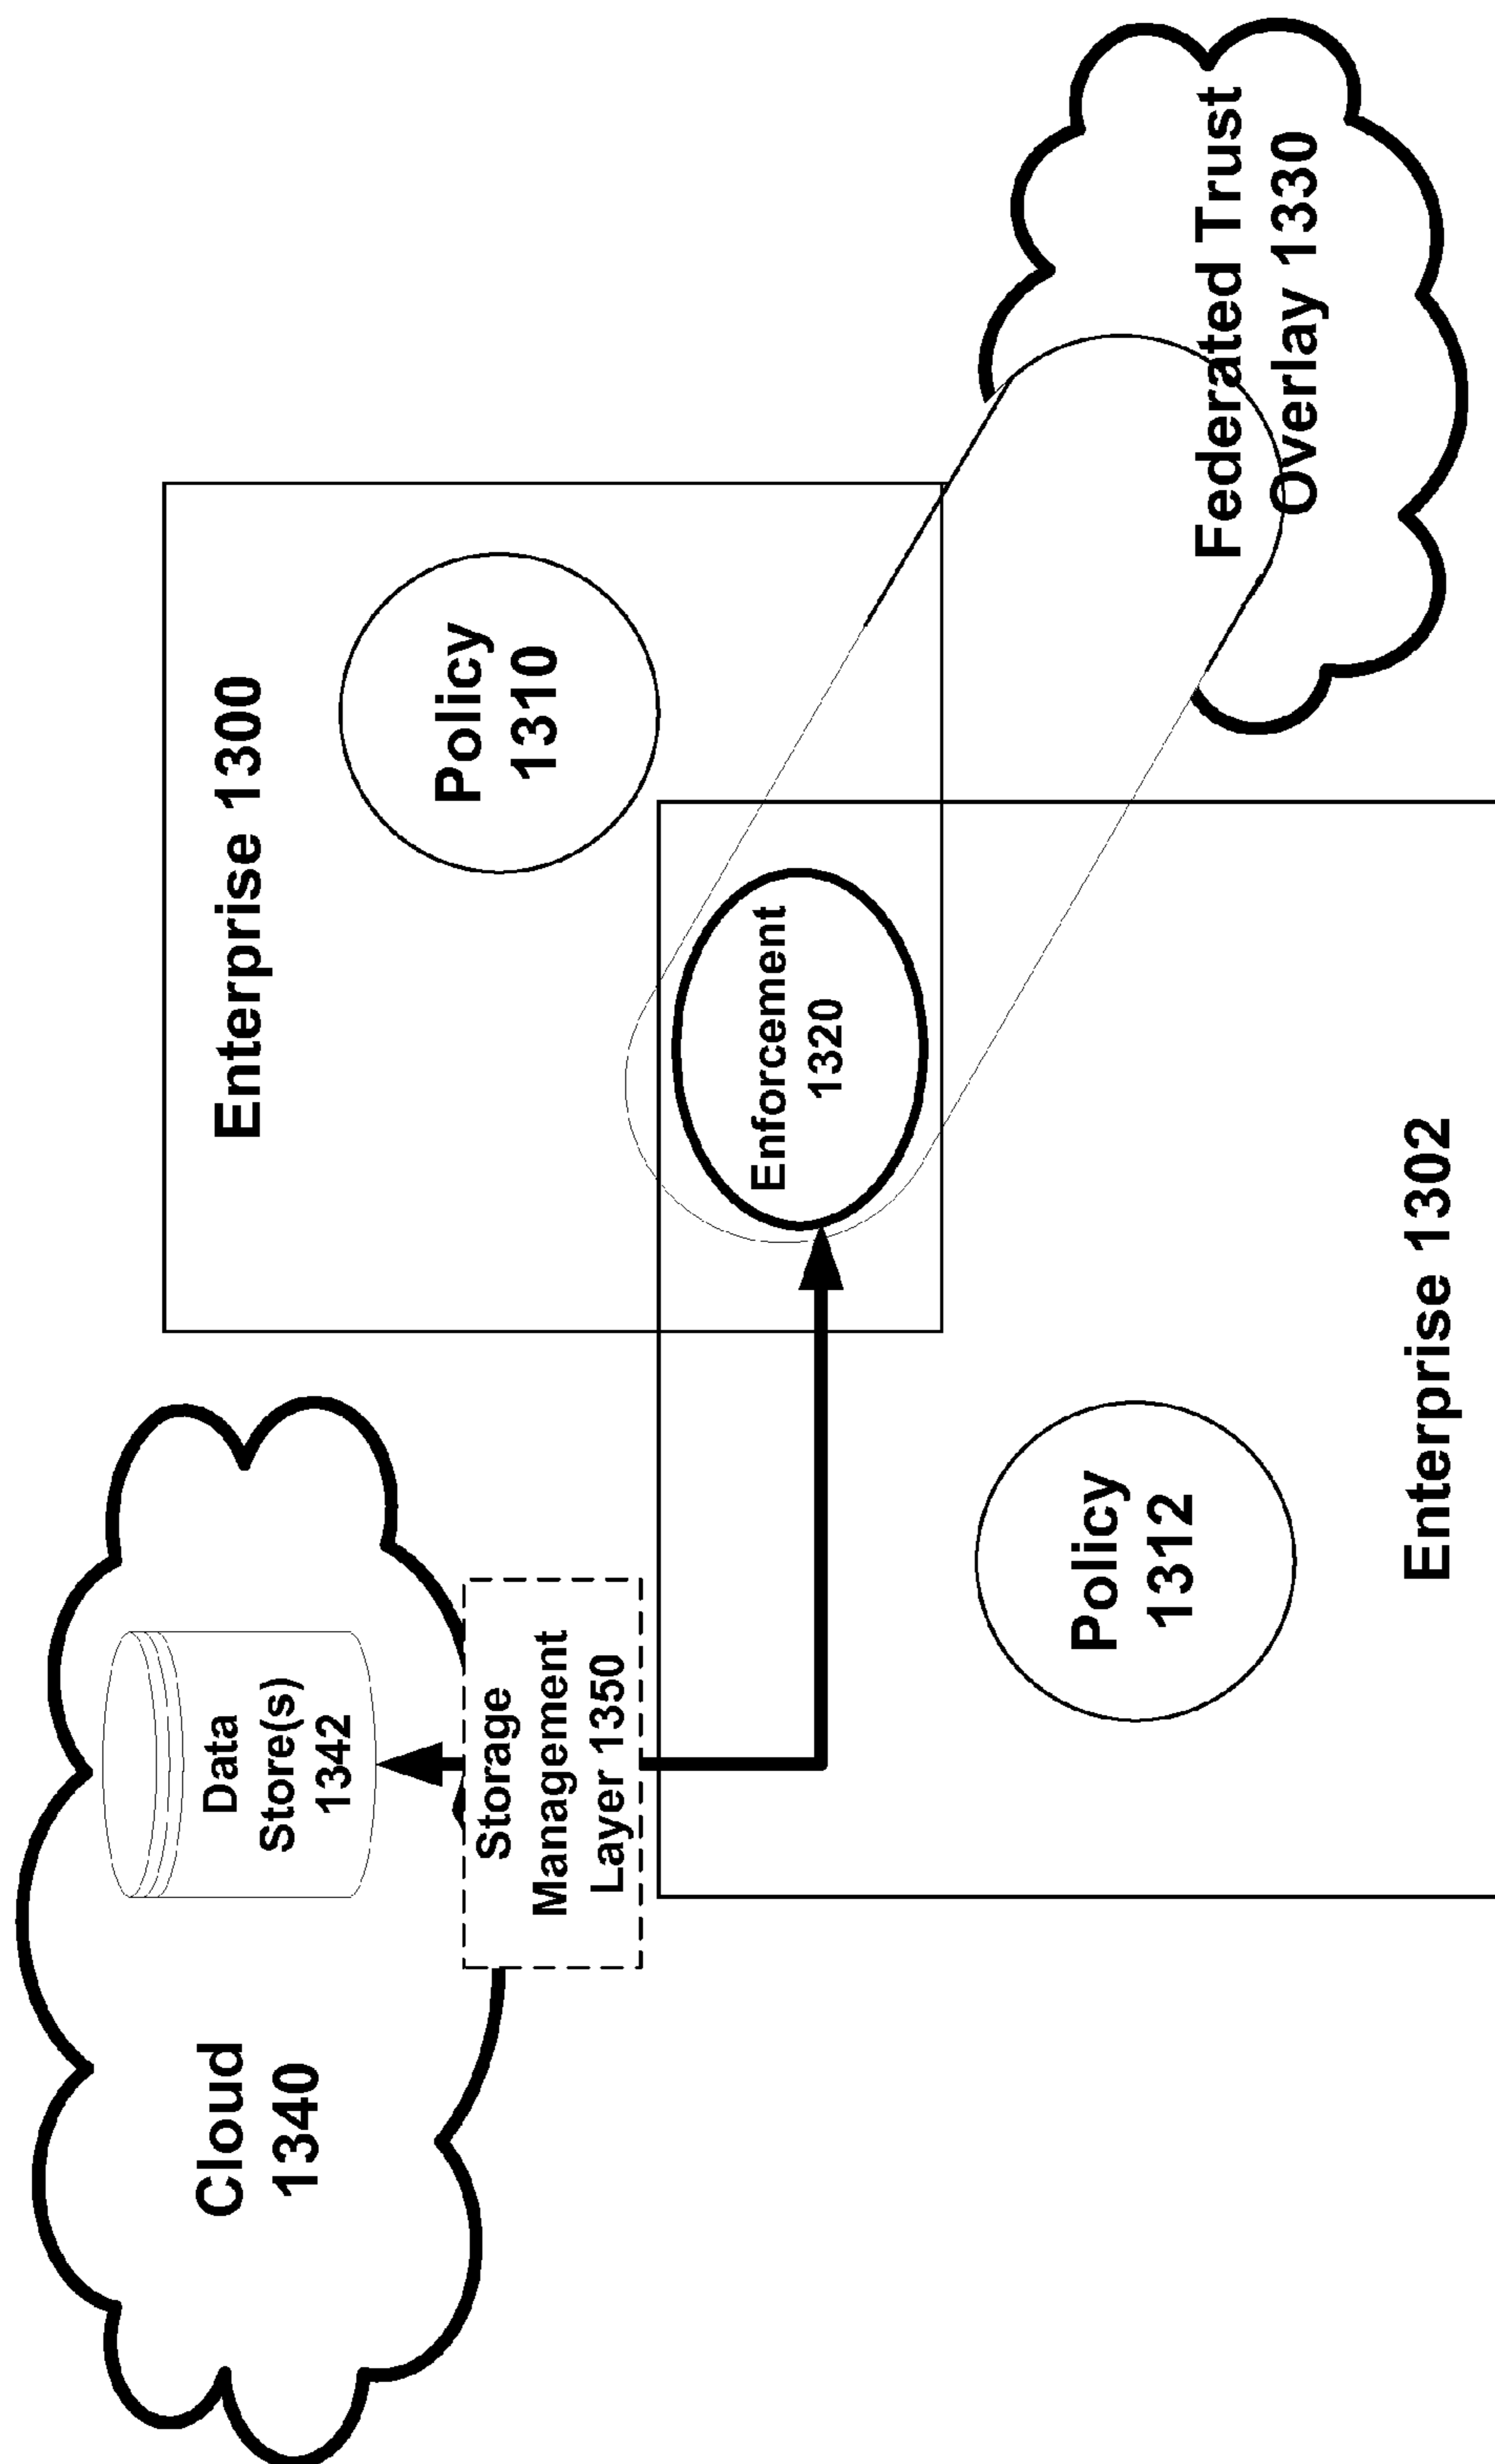 Cloud
1340
Data
Store(s)
1342
Storage
Management
Layer 1350
Enterprise 1300
Policy
1310
Enforcement
1320
Federated Trust
Overlay 1330
Policy
1312
Enterprise 1302